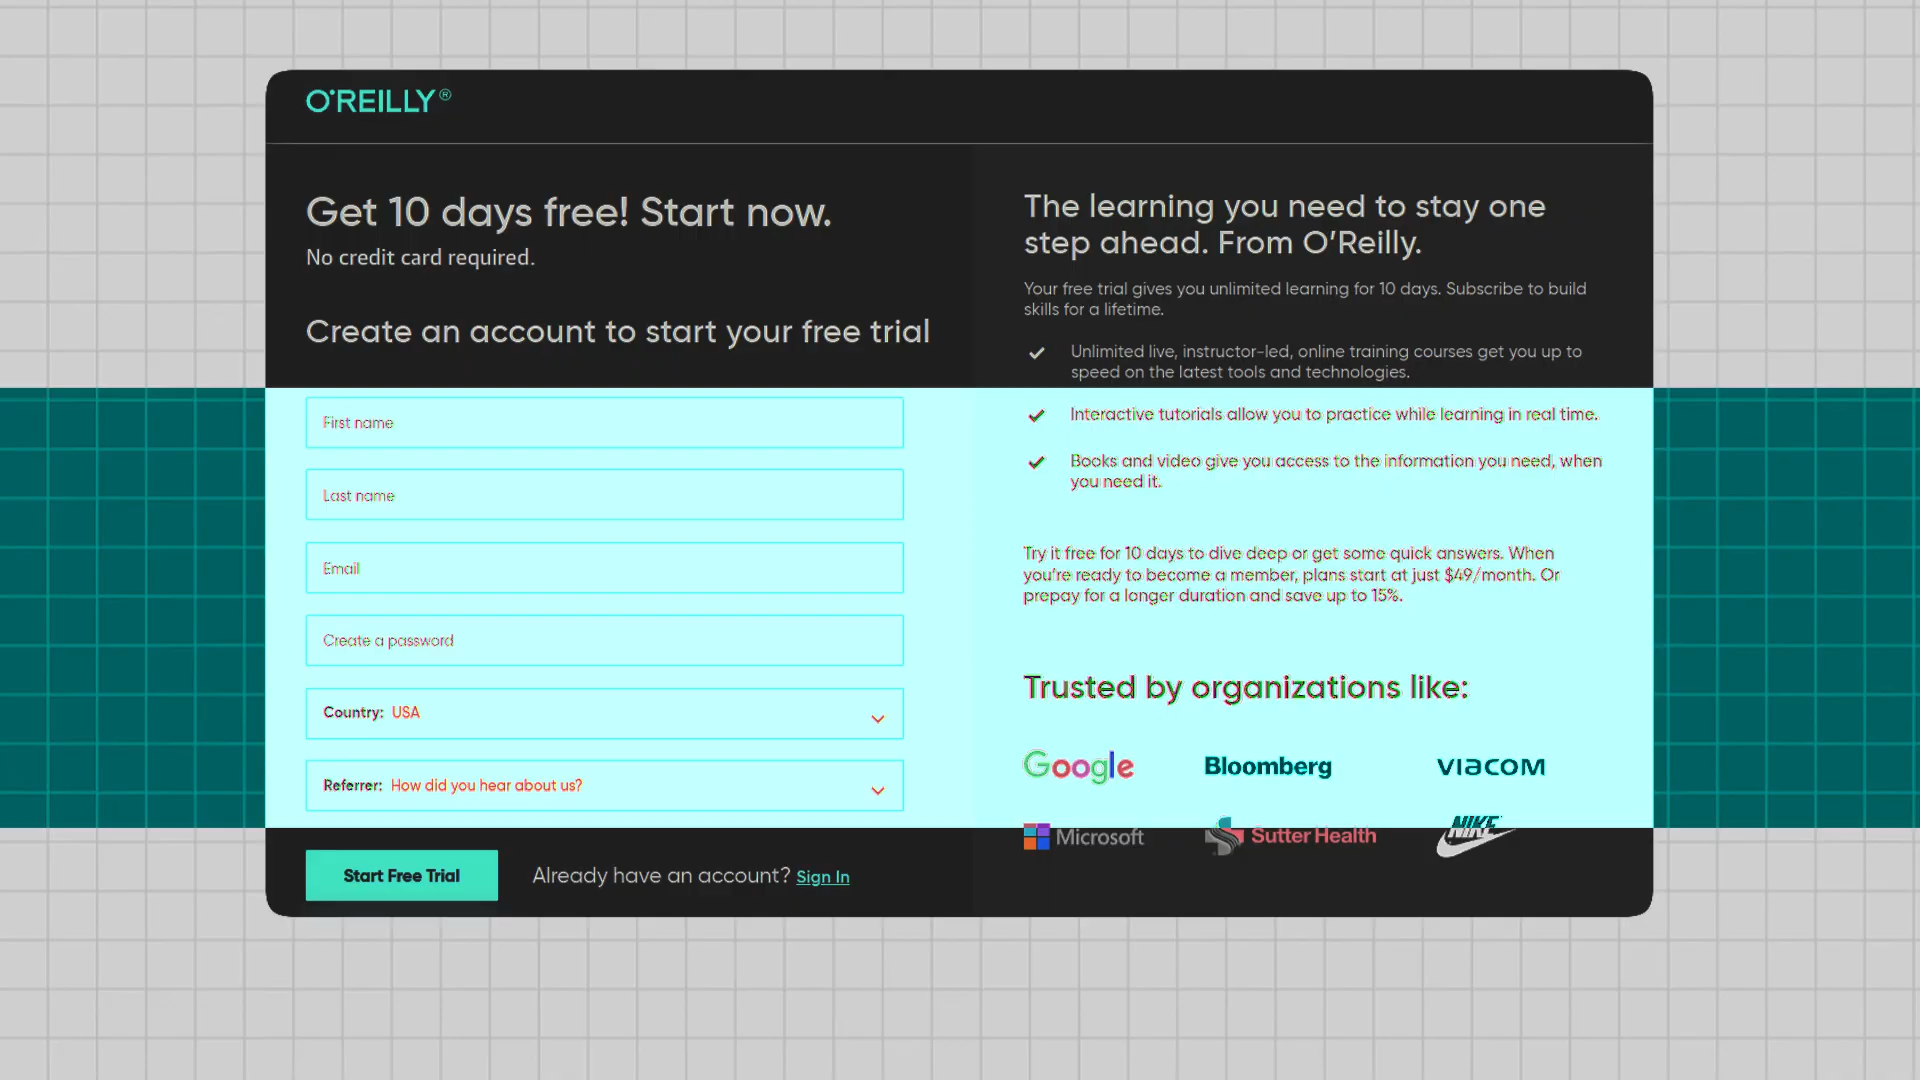 O'REILLY®
Get 10 days free! Start now.
No credit card required.
Create an account to start your free trial
First name
Last name
Email
Create a password
Country: USA
Referrer: How did you hear about us?
Start Free Trial
Already have an account? Sign In
The learning you need to stay one
step ahead. From O’Reilly.
Your free trial gives you unlimited learning for 10 days. Subscribe to build
skills for a lifetime.
Unlimited live, instructor-led, online training courses get you up to
speed on the latest tools and technologies.
Interactive tutorials allow you to practice while learning in real time.
Books and video give you access to the information you need, when
you need it.
Try it free for 10 days to dive deep or get some quick answers. When
you’re ready to become a member, plans start at just $49/month. Or
prepay for a longer duration and save up to 15%.
Trusted by organizations like:
Google
Bloomberg
VIACOM
Microsoft
Sutter Health
NIKE